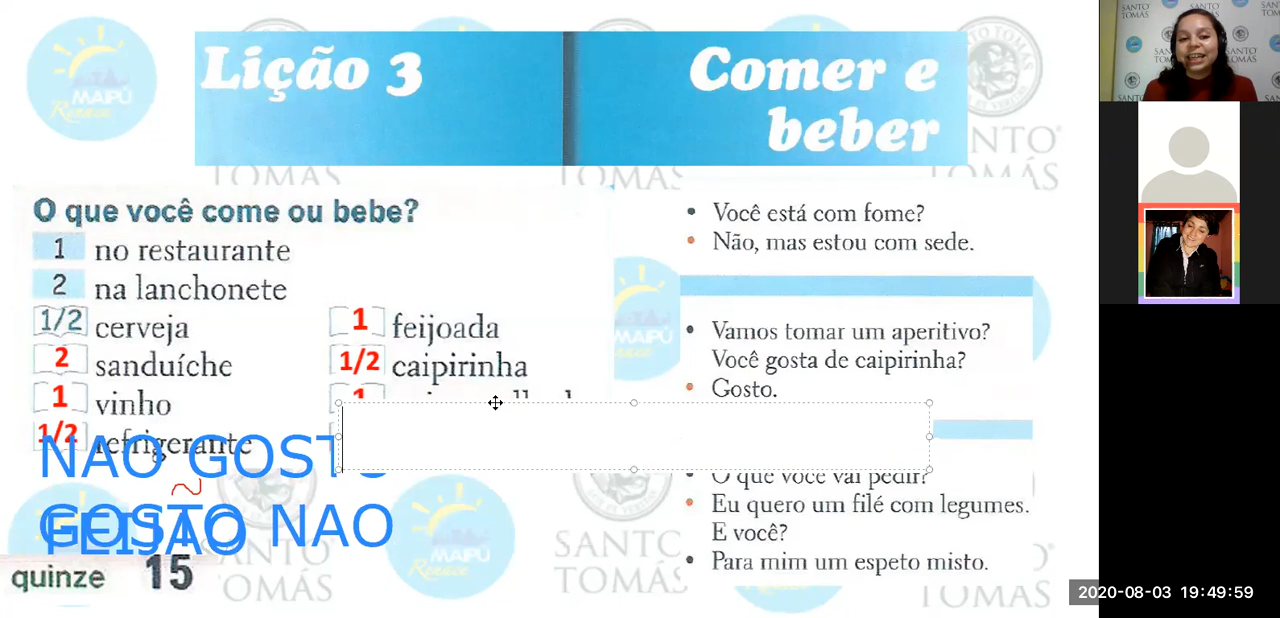 Lição 3
Comer e
beber
O que você come ou bebe?
1 no restaurante
2 na lanchonete
1/2 cerveja
2 sanduíche
1 vinho
1/2 refrigerante
1 feijoada
1/2 caipirinha
1
NAO GOSTO
GOSTO NAO
FEIJAO
~
quinze 15
• Você está com fome?
• Não, mas estou com sede.
• Vamos tomar um aperitivo?
Você gosta de caipirinha?
• Gosto.
• O que você vai pedir?
• Eu quero um filé com legumes.
E você?
• Para mim um espeto misto.
MAIPÚ
Renace
SANTO
TOMÁS
2020-08-03 19:49:59